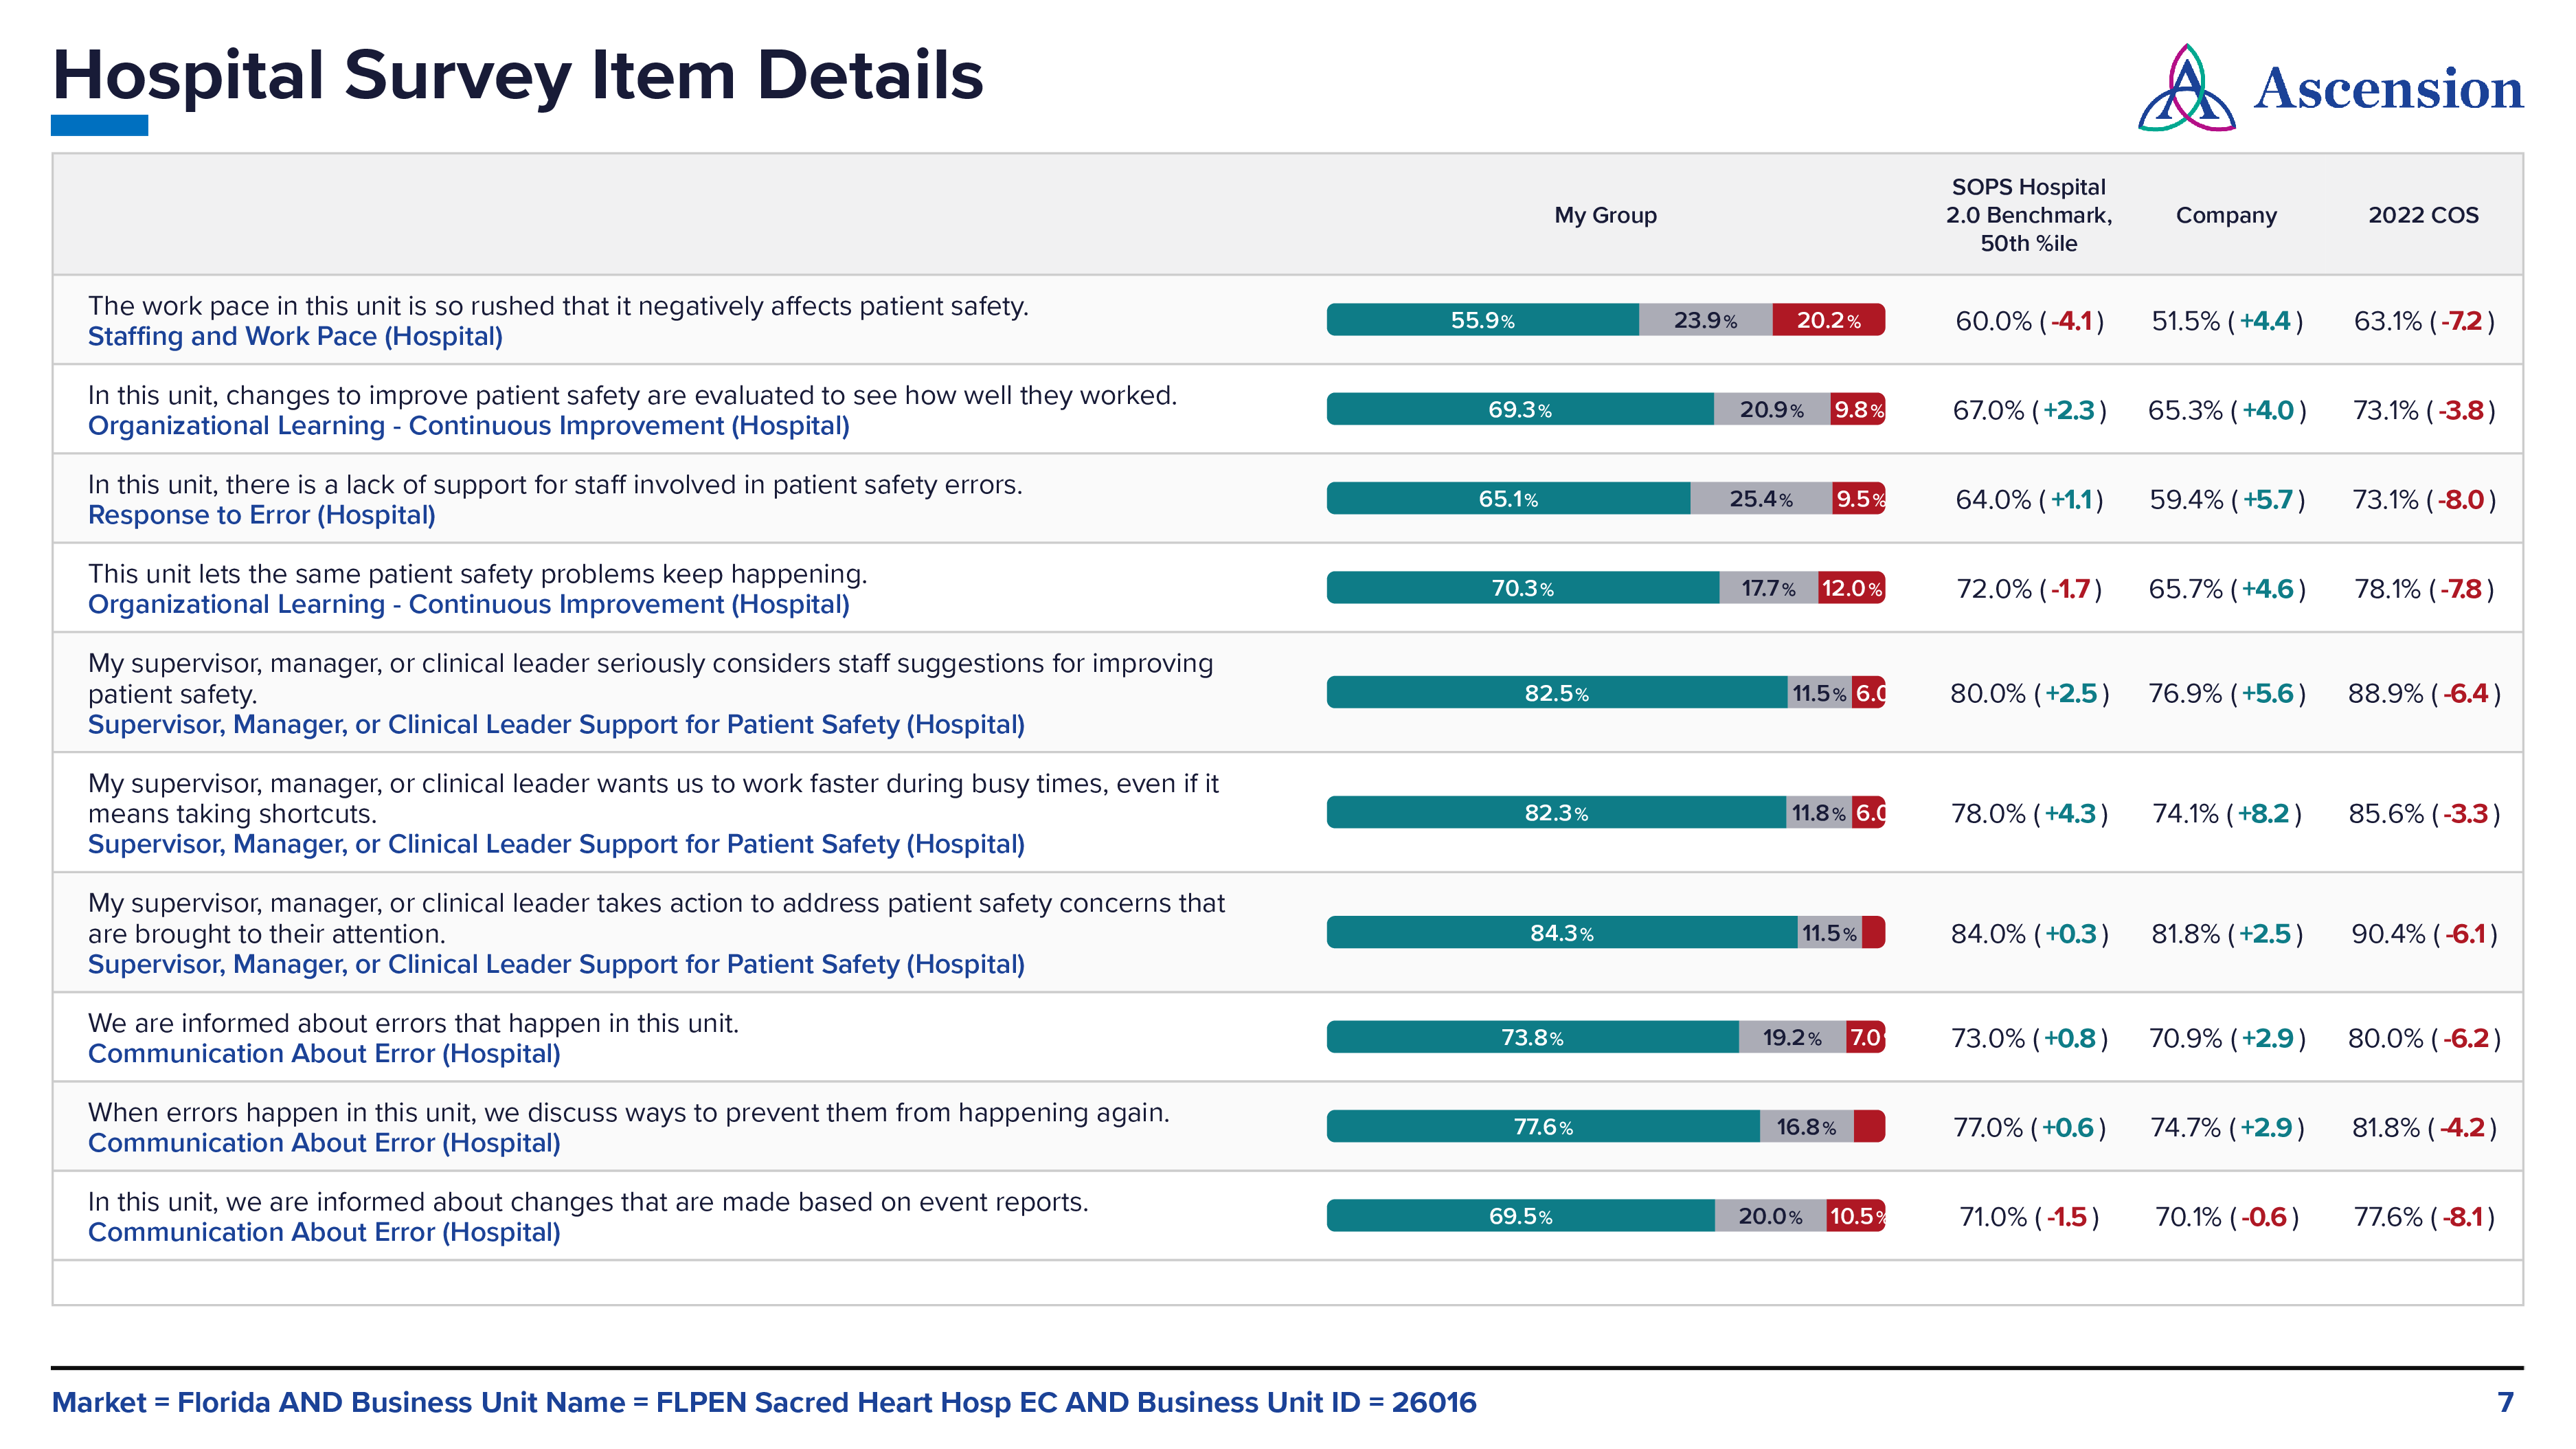 Hospital Survey Item Details
Ascension
My Group
SOPS Hospital
2.0 Benchmark,
50th %ile
Company
2022 COS
The work pace in this unit is so rushed that it negatively affects patient safety.
Staffing and Work Pace (Hospital)
55.9% 23.9% 20.2% 60.0% ( -4.1 ) 51.5% ( +4.4 ) 63.1% ( -7.2 )
In this unit, changes to improve patient safety are evaluated to see how well they worked.
Organizational Learning - Continuous Improvement (Hospital)
69.3% 20.9% 9.8% 67.0% ( +2.3 ) 65.3% ( +4.0 ) 73.1% ( -3.8 )
In this unit, there is a lack of support for staff involved in patient safety errors.
Response to Error (Hospital)
65.1% 25.4% 9.5% 64.0% ( +1.1 ) 59.4% ( +5.7 ) 73.1% ( -8.0 )
This unit lets the same patient safety problems keep happening.
Organizational Learning - Continuous Improvement (Hospital)
70.3% 17.7% 12.0% 72.0% ( -1.7 ) 65.7% ( +4.6 ) 78.1% ( -7.8 )
My supervisor, manager, or clinical leader seriously considers staff suggestions for improving
patient safety.
Supervisor, Manager, or Clinical Leader Support for Patient Safety (Hospital)
82.5% 11.5% 6.0 80.0% ( +2.5 ) 76.9% ( +5.6 ) 88.9% ( -6.4 )
My supervisor, manager, or clinical leader wants us to work faster during busy times, even if it
means taking shortcuts.
Supervisor, Manager, or Clinical Leader Support for Patient Safety (Hospital)
82.3% 11.8% 6.0 78.0% ( +4.3 ) 74.1% ( +8.2 ) 85.6% ( -3.3 )
My supervisor, manager, or clinical leader takes action to address patient safety concerns that
are brought to their attention.
Supervisor, Manager, or Clinical Leader Support for Patient Safety (Hospital)
84.3% 11.5% 84.0% ( +0.3 ) 81.8% ( +2.5 ) 90.4% ( -6.1 )
We are informed about errors that happen in this unit.
Communication About Error (Hospital)
73.8% 19.2% 7.0 73.0% ( +0.8 ) 70.9% ( +2.9 ) 80.0% ( -6.2 )
When errors happen in this unit, we discuss ways to prevent them from happening again.
Communication About Error (Hospital)
77.6% 16.8% 77.0% ( +0.6 ) 74.7% ( +2.9 ) 81.8% ( -4.2 )
In this unit, we are informed about changes that are made based on event reports.
Communication About Error (Hospital)
69.5% 20.0% 10.5% 71.0% ( -1.5 ) 70.1% ( -0.6 ) 77.6% ( -8.1 )
Market = Florida AND Business Unit Name = FLPEN Sacred Heart Hosp EC AND Business Unit ID = 26016
7